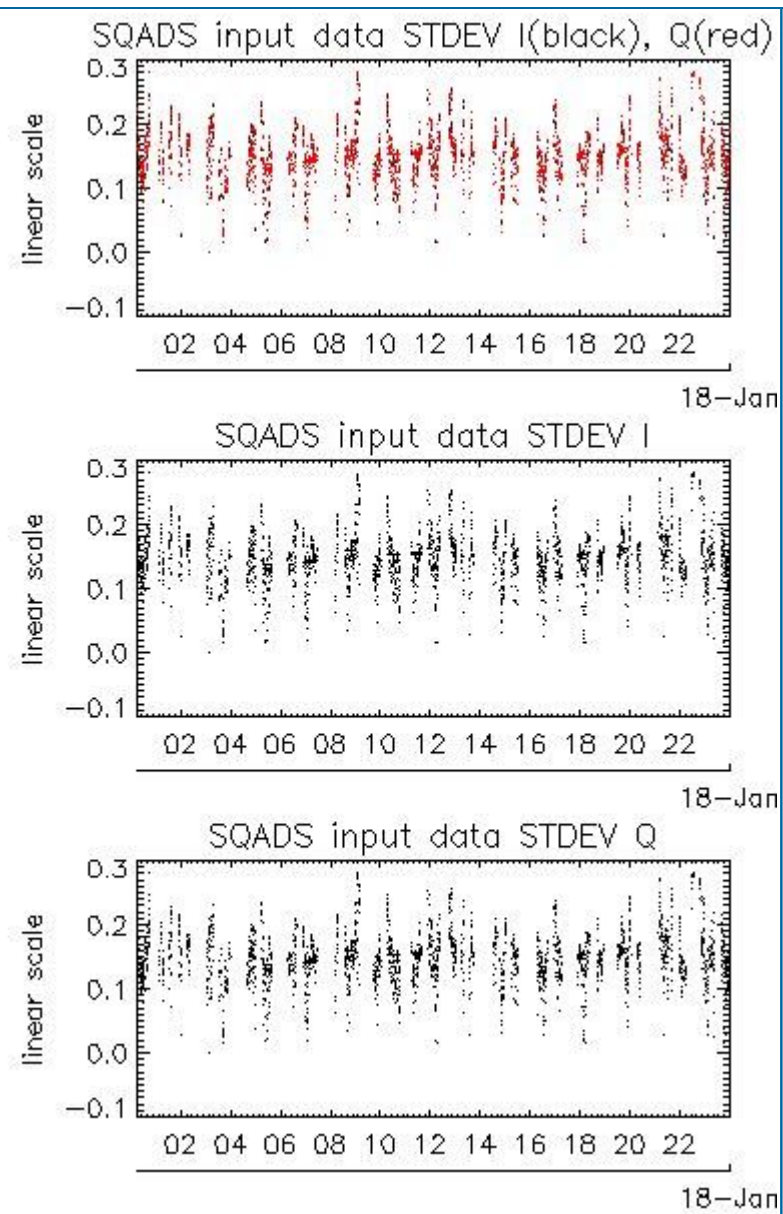 SQADS input data STDEV I(black), Q(red)
0.3
0.2
0.1
0.0
−0.1
linear scale
02 04 06 08 10 12 14 16 18 20 22
18−Jan
SQADS input data STDEV I
0.3
0.2
0.1
0.0
−0.1
linear scale
02 04 06 08 10 12 14 16 18 20 22
18−Jan
SQADS input data STDEV Q
0.3
0.2
0.1
0.0
−0.1
linear scale
02 04 06 08 10 12 14 16 18 20 22
18−Jan